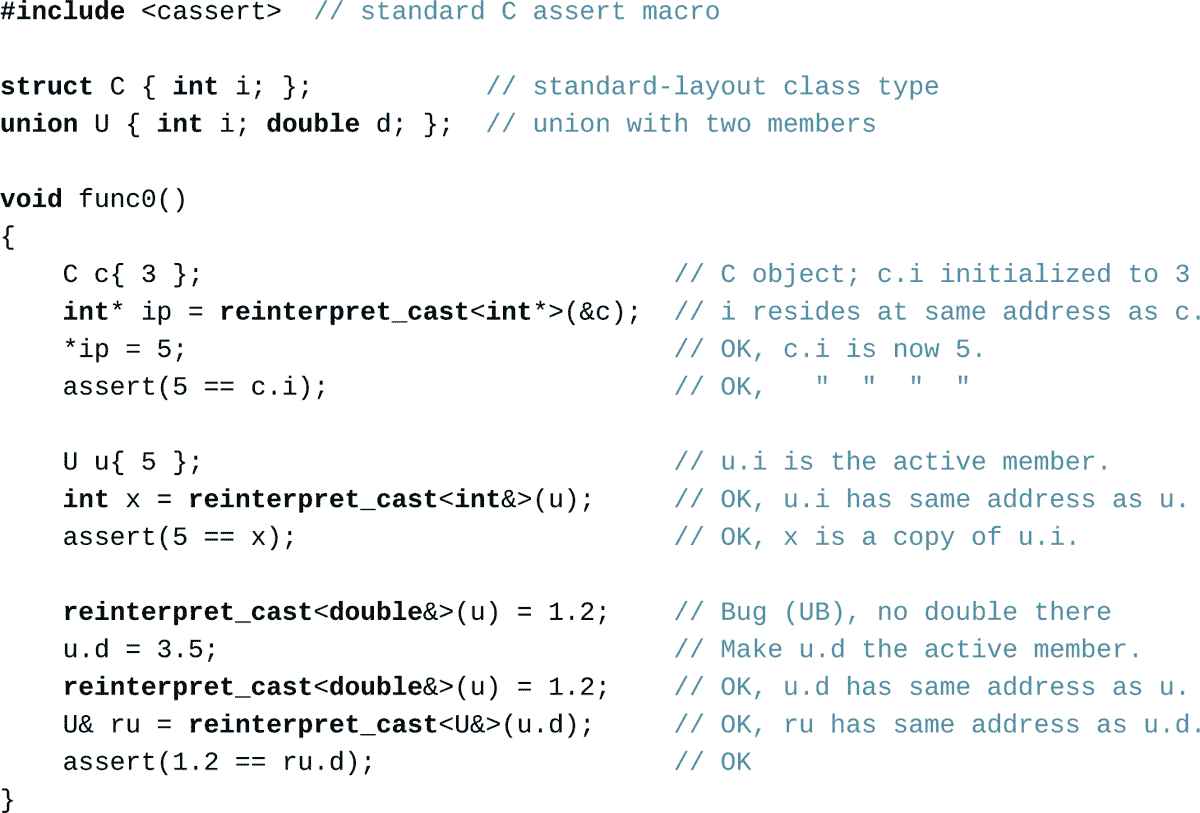 #include <cassert>  // standard C assert macro

struct C { int i; };           // standard-layout class type
union U { int i; double d; };  // union with two members

void func0()
{
    C c{ 3 };                              // C object; c.i initialized to 3
    int* ip = reinterpret_cast<int*>(&c);  // i resides at same address as c.
    *ip = 5;                               // OK, c.i is now 5.
    assert(5 == c.i);                      // OK,   "  "  "  "

    U u{ 5 };                              // u.i is the active member.
    int x = reinterpret_cast<int&>(u);     // OK, u.i has same address as u.
    assert(5 == x);                        // OK, x is a copy of u.i.

    reinterpret_cast<double&>(u) = 1.2;    // Bug (UB), no double there
    u.d = 3.5;                             // Make u.d the active member.
    reinterpret_cast<double&>(u) = 1.2;    // OK, u.d has same address as u.
    U& ru = reinterpret_cast<U&>(u.d);     // OK, ru has same address as u.d.
    assert(1.2 == ru.d);                   // OK
}